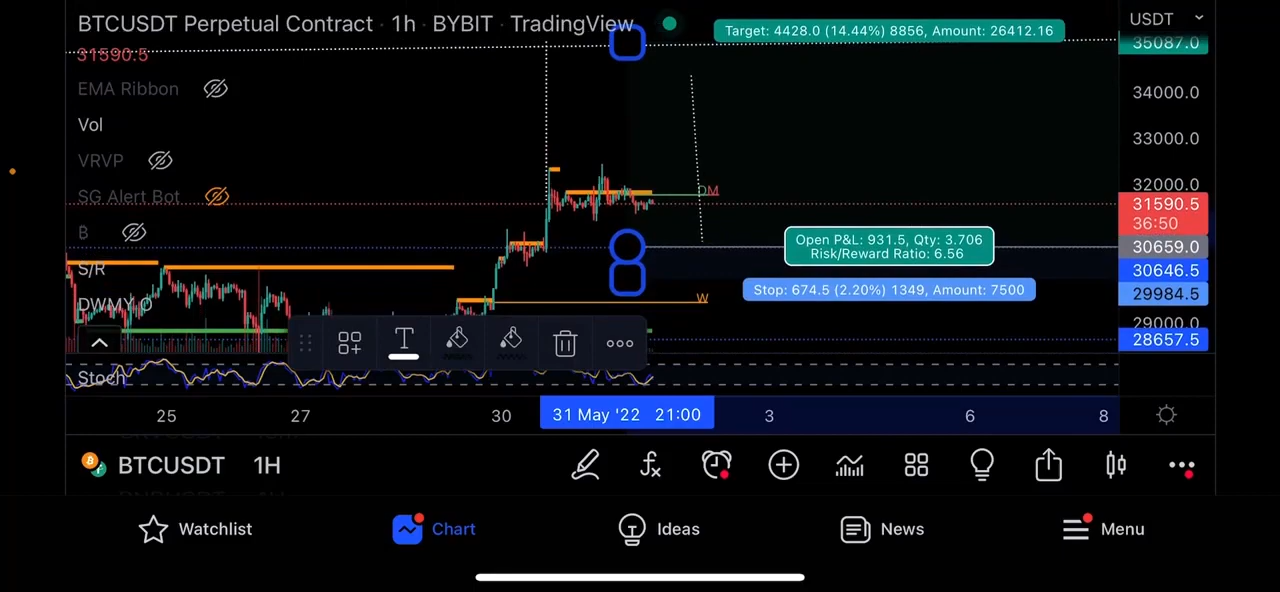 BTCUSDT Perpetual Contract · 1h · BYBIT · TradingView
USDT
Target: 4428.0 (14.44%) 8856, Amount: 26412.16
35087.0
31590.5
EMA Ribbon
34000.0
Vol
33000.0
VRVP
32000.0
SG Alert Bot
DM
31590.5
36:50
B
Open P&L: 931.5, Qty: 3.706
Risk/Reward Ratio: 6.56
30659.0
S/R
30646.5
Stop: 674.5 (2.20%) 1349, Amount: 7500
29984.5
DWMY O
W
29000.0
28657.5
T
Stoch
25
27
30
31 May '22 21:00
3
6
8
BTCUSDT 1H
Watchlist
Chart
Ideas
News
Menu